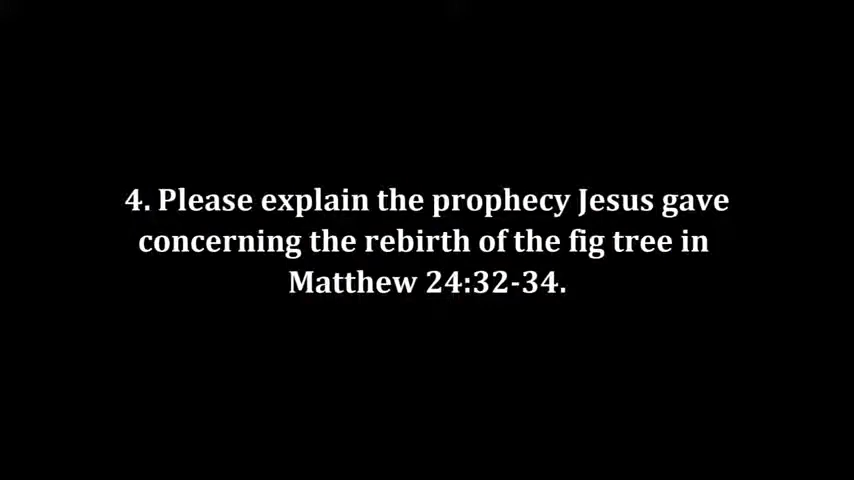 4. Please explain the prophecy Jesus gave
concerning the rebirth of the fig tree in
Matthew 24:32-34.